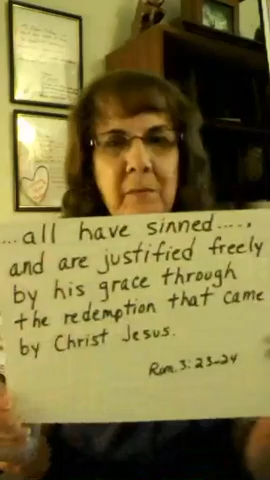 ...all have sinned.....,
and are justified freely
by his grace through
the redemption that came
by Christ Jesus.
Rom. 3:23-24